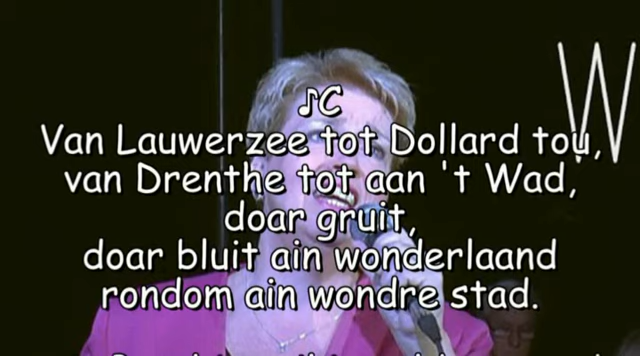 W
♪C
Van Lauwerzee tot Dollard tou,
van Drenthe tot aan 't Wad,
doar gruit,
doar bluit ain wonderlaand
rondom ain wondre stad.